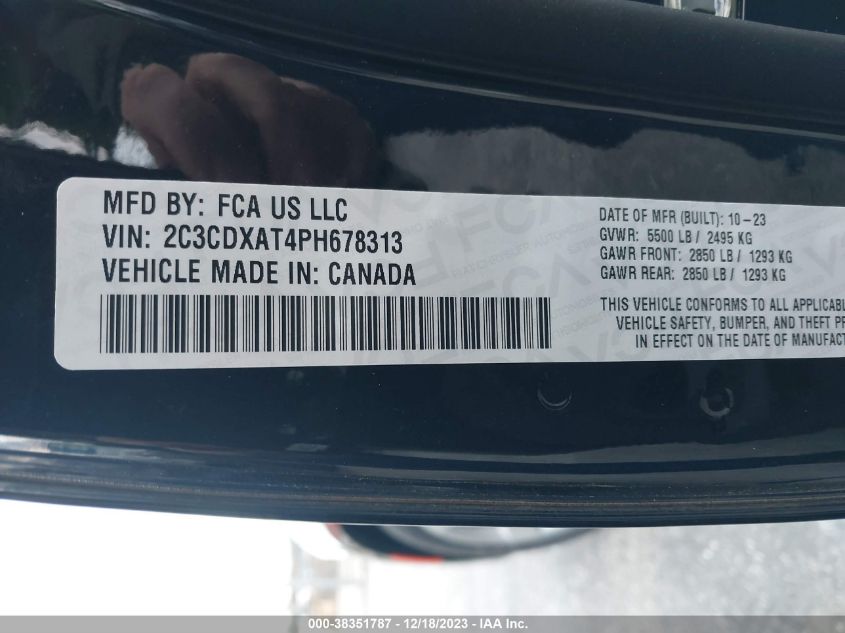 MFD BY: FCA US LLC
VIN: 2C3CDXAT4PH678313
VEHICLE MADE IN: CANADA
DATE OF MFR (BUILT): 10-23
GVWR: 5500 LB / 2495 KG
GAWR FRONT: 2850 LB / 1293 KG
GAWR REAR: 2850 LB / 1293 KG
THIS VEHICLE CONFORMS TO ALL APPLICABL
VEHICLE SAFETY, BUMPER, AND THEFT PR
IN EFFECT ON THE DATE OF MANUFACT
000-38351787 - 12/18/2023 - IAAI.com